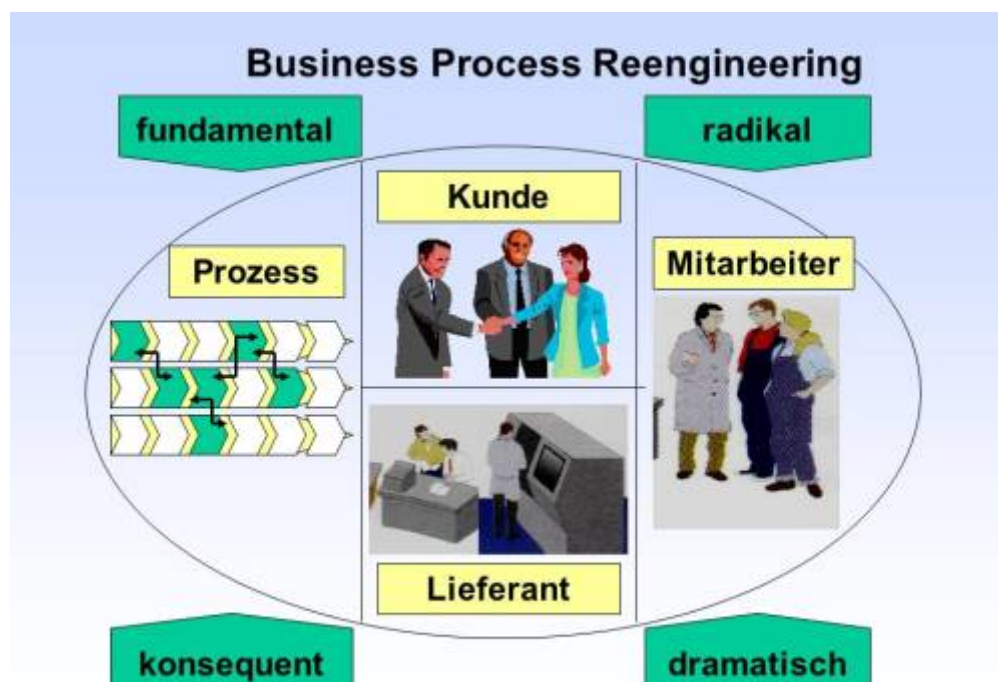 Business Process Reengineering
fundamental
radikal
Kunde
Prozess
Mitarbeiter
Lieferant
konsequent
dramatisch